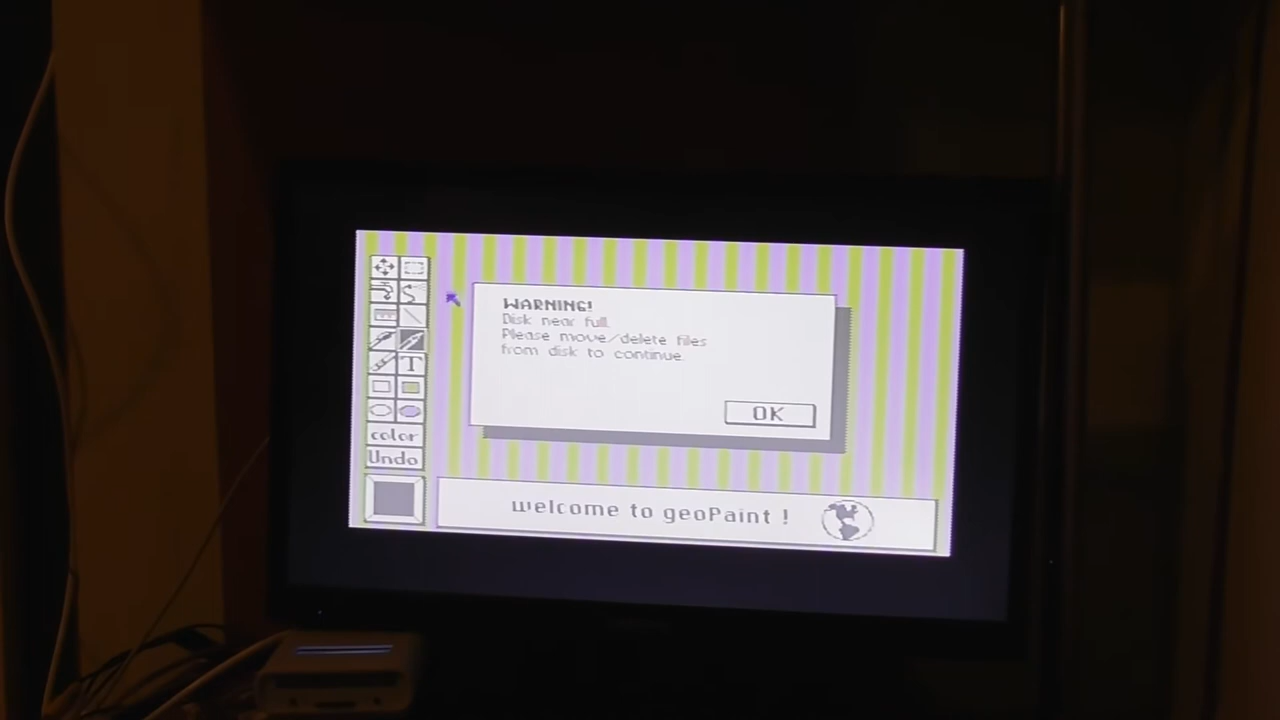 WARNING!
Disk near full.
Please move/delete files
from disk to continue.
OK
T
color
Undo
welcome to geoPaint !